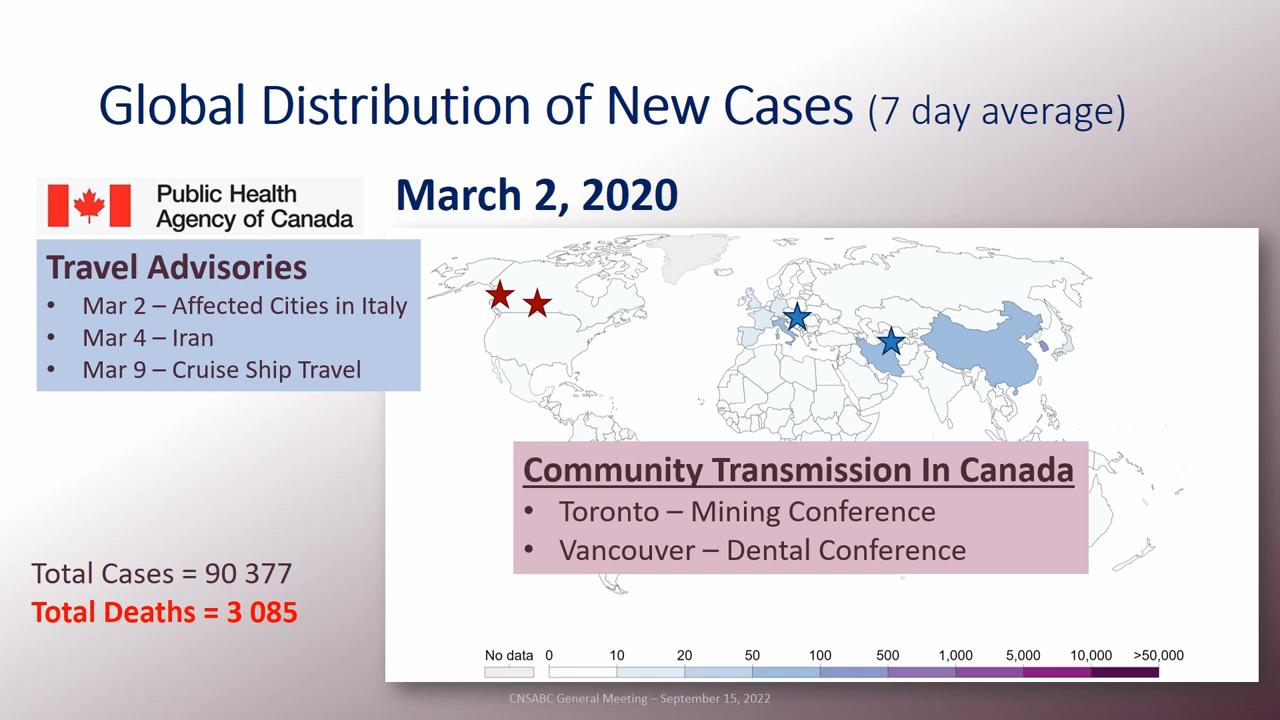 Global Distribution of New Cases (7 day average)
Public Health
Agency of Canada
March 2, 2020
Travel Advisories
• Mar 2 – Affected Cities in Italy
• Mar 4 – Iran
• Mar 9 – Cruise Ship Travel
Community Transmission In Canada
• Toronto – Mining Conference
• Vancouver – Dental Conference
Total Cases = 90 377
Total Deaths = 3 085
No data 0 10 20 50 100 500 1,000 5,000 10,000 >50,000
CNSABC General Meeting – September 15, 2022